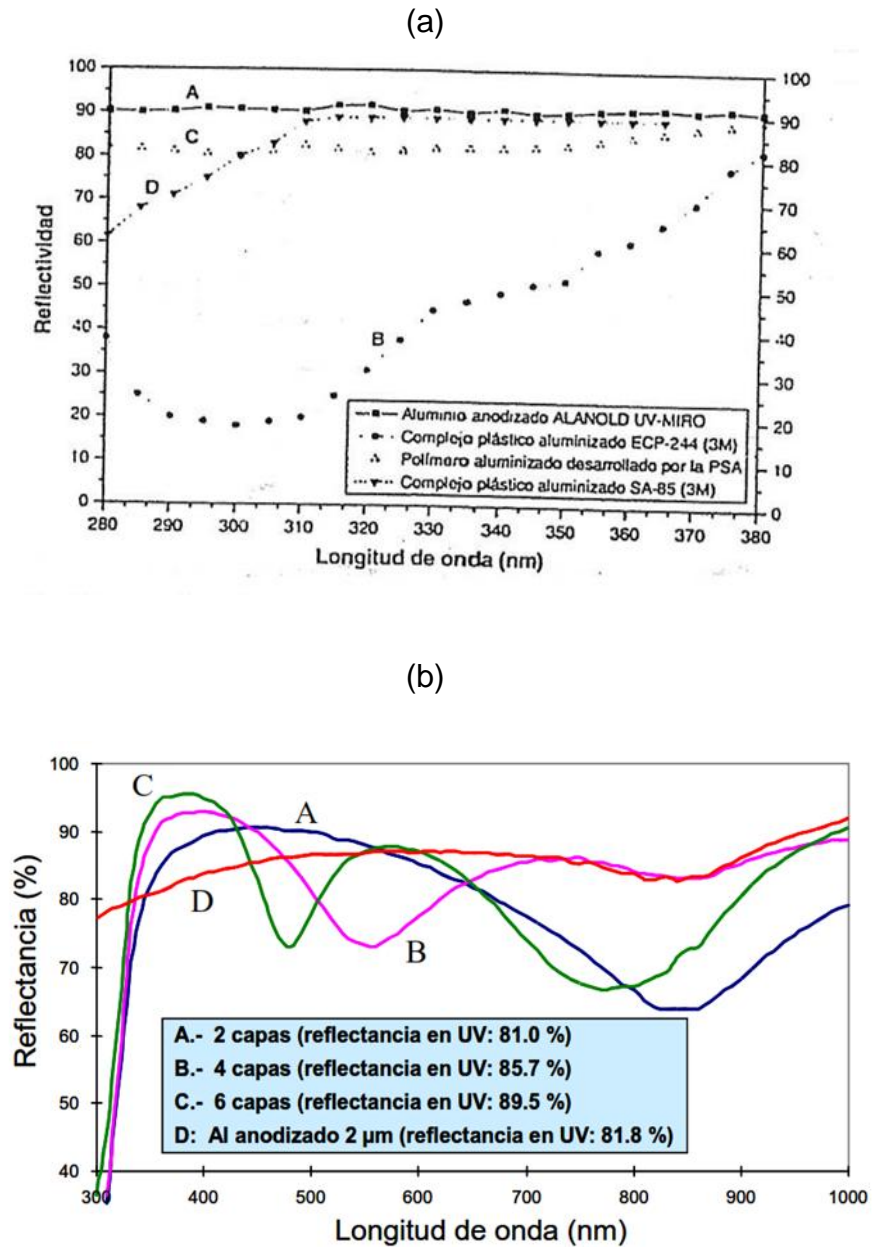 (a)
100
90
80
70
60
50
40
30
20
10
0
Reflectividad
A
C
D
B
100
90
80
70
60
50
40
30
20
10
0
Aluminio anodizado ALANOLD UV-MIRO
Complejo plástico aluminizado ECP-244 (3M)
Polímero aluminizado desarrollado por la PSA
Complejo plástico aluminizado SA-85 (3M)
280 290 300 310 320 330 340 350 360 370 380
Longitud de onda (nm)
(b)
100
90
80
70
60
50
40
Reflectancia (%)
C
A
D
B
A.- 2 capas (reflectancia en UV: 81.0 %)
B.- 4 capas (reflectancia en UV: 85.7 %)
C.- 6 capas (reflectancia en UV: 89.5 %)
D: Al anodizado 2 µm (reflectancia en UV: 81.8 %)
300 400 500 600 700 800 900 1000
Longitud de onda (nm)